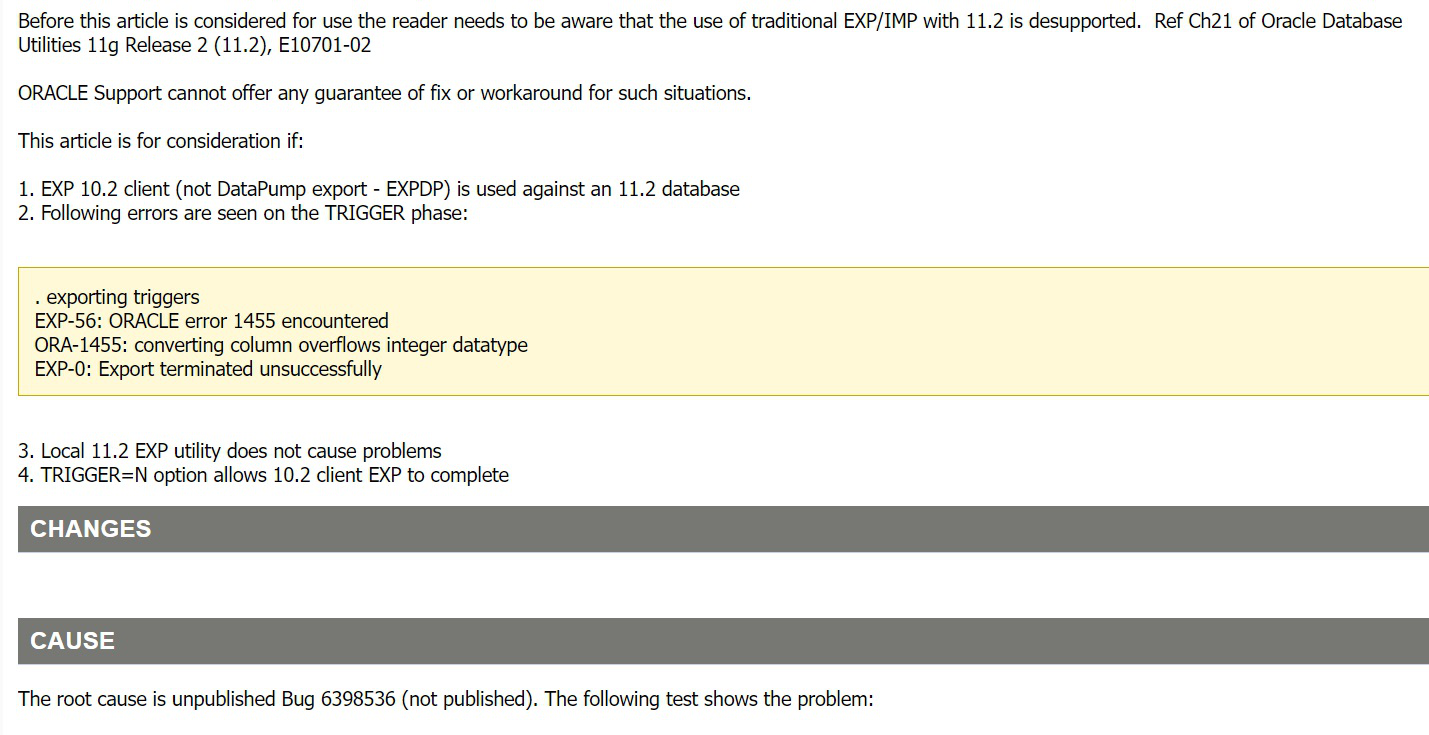 Before this article is considered for use the reader needs to be aware that the use of traditional EXP/IMP with 11.2 is desupported.  Ref Ch21 of Oracle Database
Utilities 11g Release 2 (11.2), E10701-02
ORACLE Support cannot offer any guarantee of fix or workaround for such situations.
This article is for consideration if:
1. EXP 10.2 client (not DataPump export - EXPDP) is used against an 11.2 database
2. Following errors are seen on the TRIGGER phase:
. exporting triggers
EXP-56: ORACLE error 1455 encountered
ORA-1455: converting column overflows integer datatype
EXP-0: Export terminated unsuccessfully
3. Local 11.2 EXP utility does not cause problems
4. TRIGGER=N option allows 10.2 client EXP to complete
CHANGES
CAUSE
The root cause is unpublished Bug 6398536 (not published). The following test shows the problem: